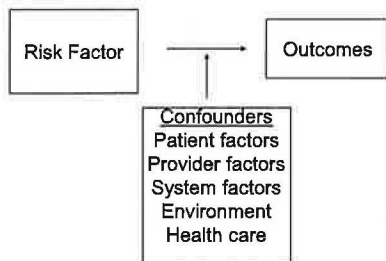 Risk Factor
Outcomes
Confounders
Patient factors
Provider factors
System factors
Environment
Health care